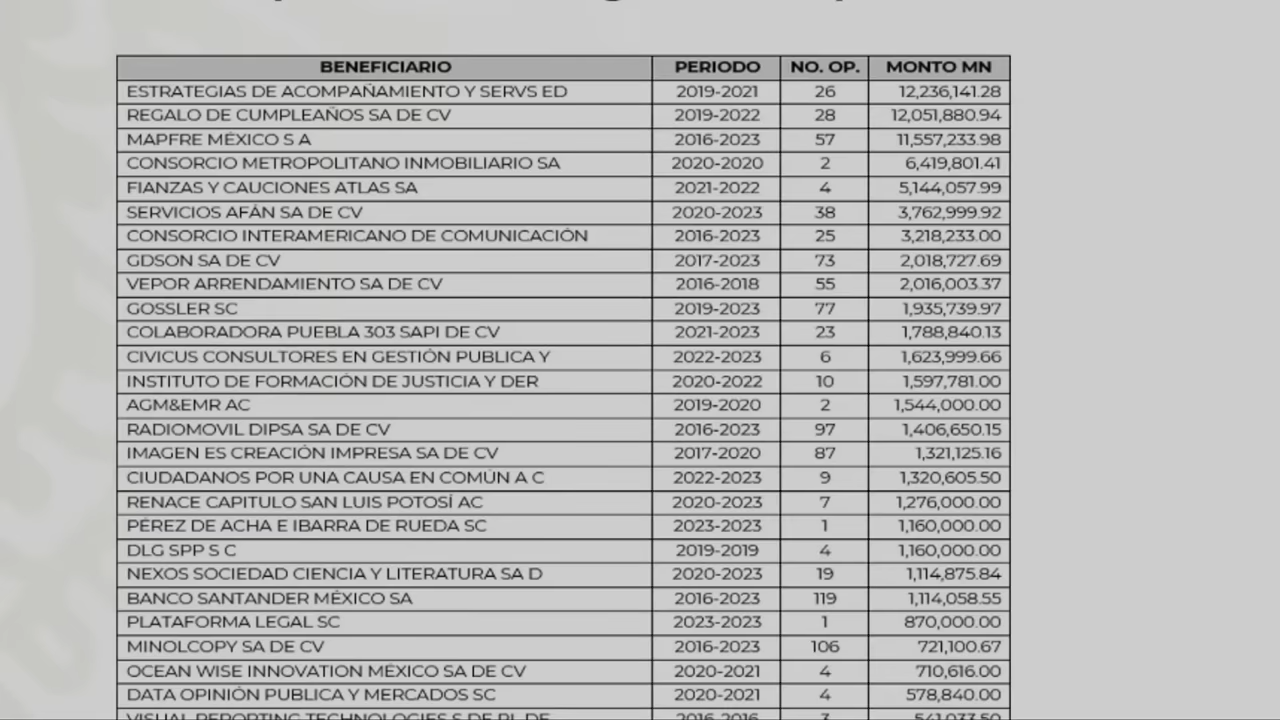 BENEFICIARIO PERIODO NO. OP. MONTO MN
ESTRATEGIAS DE ACOMPAÑAMIENTO Y SERVS ED 2019-2021 26 12,236,141.28
REGALO DE CUMPLEAÑOS SA DE CV 2019-2022 28 12,051,880.94
MAPFRE MÉXICO S A 2016-2023 57 11,557,233.98
CONSORCIO METROPOLITANO INMOBILIARIO SA 2020-2020 2 6,419,801.41
FIANZAS Y CAUCIONES ATLAS SA 2021-2022 4 5,144,057.99
SERVICIOS AFÁN SA DE CV 2020-2023 38 3,762,999.92
CONSORCIO INTERAMERICANO DE COMUNICACIÓN 2016-2023 25 3,218,233.00
GDSON SA DE CV 2017-2023 73 2,018,727.69
VEPOR ARRENDAMIENTO SA DE CV 2016-2018 55 2,016,003.37
GOSSLER SC 2019-2023 77 1,935,739.97
COLABORADORA PUEBLA 303 SAPI DE CV 2021-2023 23 1,788,840.13
CIVICUS CONSULTORES EN GESTIÓN PUBLICA Y 2022-2023 6 1,623,999.66
INSTITUTO DE FORMACIÓN DE JUSTICIA Y DER 2020-2022 10 1,597,781.00
AGM&EMR AC 2019-2020 2 1,544,000.00
RADIOMOVIL DIPSA SA DE CV 2016-2023 97 1,406,650.15
IMAGEN ES CREACIÓN IMPRESA SA DE CV 2017-2020 87 1,321,125.16
CIUDADANOS POR UNA CAUSA EN COMÚN A C 2022-2023 9 1,320,605.50
RENACE CAPITULO SAN LUIS POTOSÍ AC 2020-2023 7 1,276,000.00
PÉREZ DE ACHA E IBARRA DE RUEDA SC 2023-2023 1 1,160,000.00
DLG SPP S C 2019-2019 4 1,160,000.00
NEXOS SOCIEDAD CIENCIA Y LITERATURA SA D 2020-2023 19 1,114,875.84
BANCO SANTANDER MÉXICO SA 2016-2023 119 1,114,058.55
PLATAFORMA LEGAL SC 2023-2023 1 870,000.00
MINOLCOPY SA DE CV 2016-2023 106 721,100.67
OCEAN WISE INNOVATION MÉXICO SA DE CV 2020-2021 4 710,616.00
DATA OPINIÓN PUBLICA Y MERCADOS SC 2020-2021 4 578,840.00
VISUAL REPORTING TECHNOLOGIES S DE RL DE 2016-2016 3 541,033.50